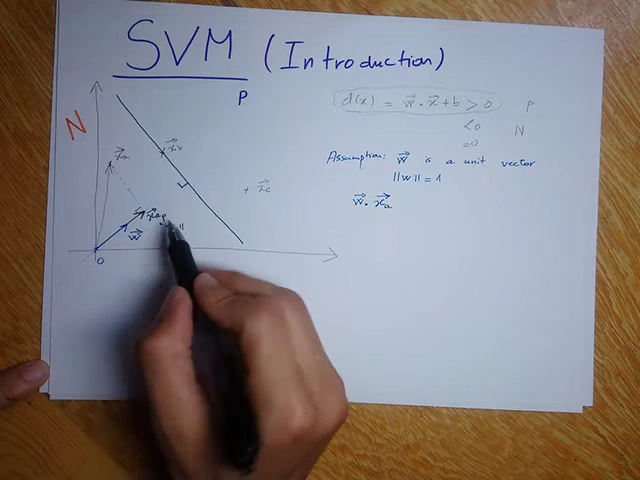 SVM (Introduction)
P
N
d(x) = w⃗ . x⃗ + b > 0 P
< 0 N
= 0
Assumption: w⃗ is a unit vector
||w|| = 1
w⃗ . x⃗a
x⃗a
x⃗b
x⃗c
w⃗
0